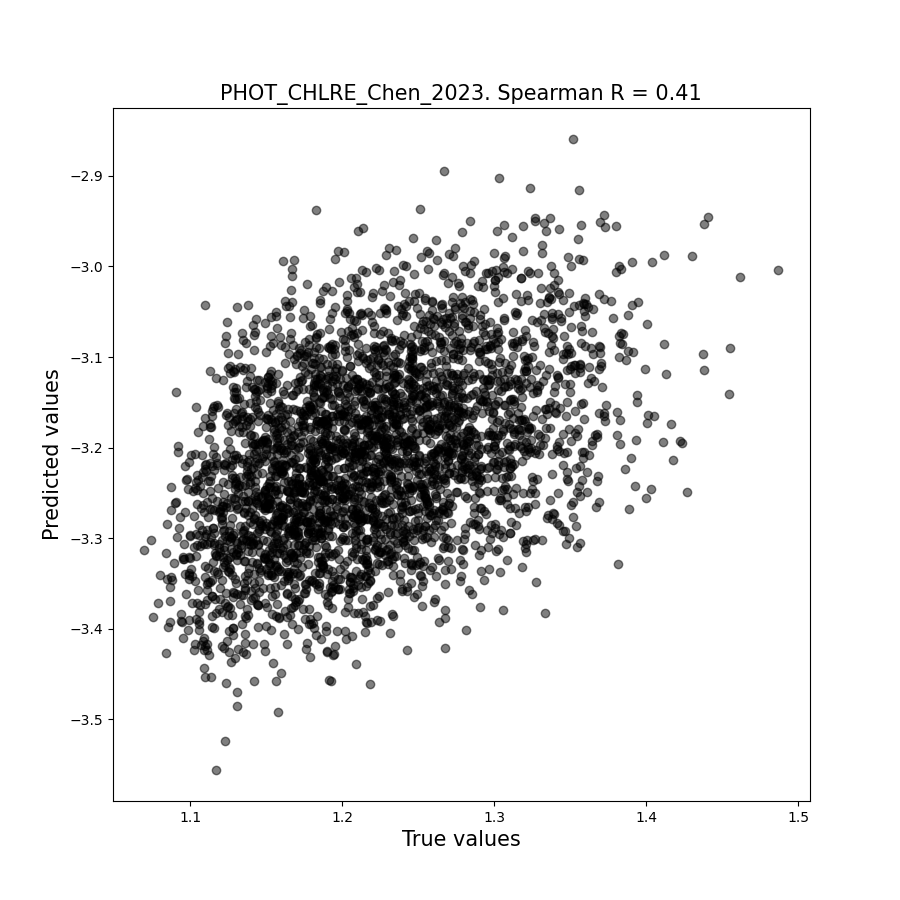 PHOT_CHLRE_Chen_2023. Spearman R = 0.41
−2.9
−3.0
−3.1
−3.2
−3.3
−3.4
−3.5
Predicted values
1.1 1.2 1.3 1.4 1.5
True values